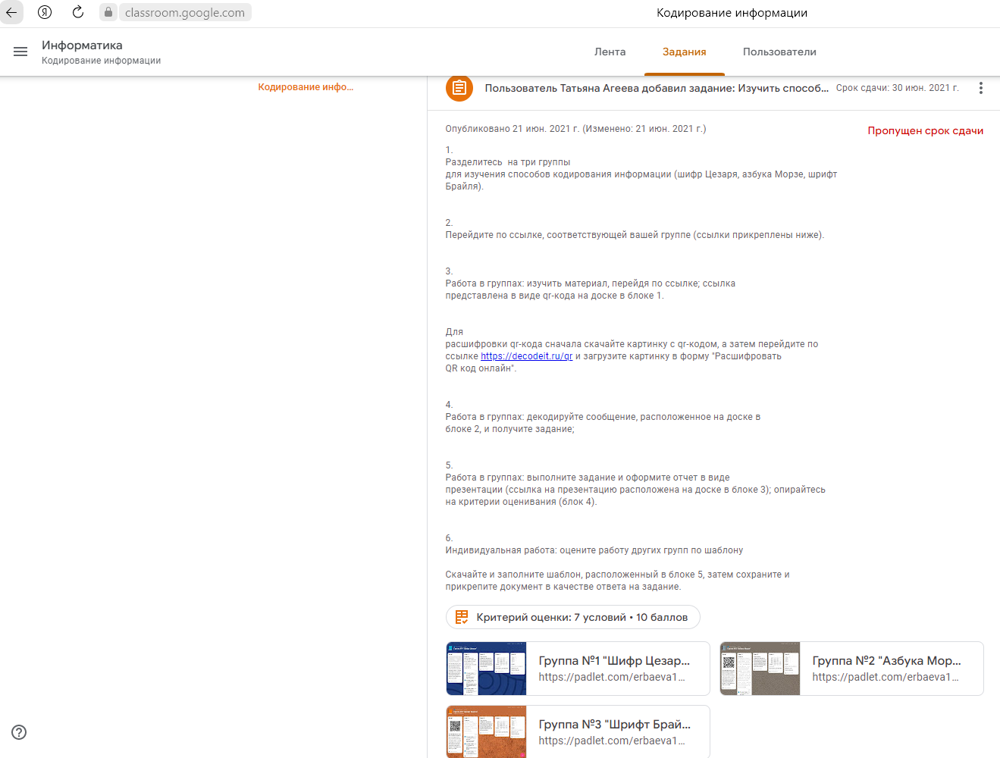 classroom.google.com
Кодирование информации
Информатика
Кодирование информации
Лента
Задания
Пользователи
Кодирование инфо...
Пользователь Татьяна Агеева добавил задание: Изучить способ...
Срок сдачи: 30 июн. 2021 г.
Опубликовано 21 июн. 2021 г. (Изменено: 21 июн. 2021 г.)
Пропущен срок сдачи
1.
Разделитесь  на три группы
для изучения способов кодирования информации (шифр Цезаря, азбука Морзе, шрифт
Брайля).
2.
Перейдите по ссылке, соответствующей вашей группе (ссылки прикреплены ниже).
3.
Работа в группах: изучить материал, перейдя по ссылке; ссылка
представлена в виде qr-кода на доске в блоке 1.
Для
расшифровки qr-кода сначала скачайте картинку с qr-кодом, а затем перейдите по
ссылке https://decodeit.ru/qr и загрузите картинку в форму "Расшифровать
QR код онлайн".
4.
Работа в группах: декодируйте сообщение, расположенное на доске в
блоке 2, и получите задание;
5.
Работа в группах: выполните задание и оформите отчет в виде
презентации (ссылка на презентацию расположена на доске в блоке 3); опирайтесь
на критерии оценивания (блок 4).
6.
Индивидуальная работа: оцените работу других групп по шаблону
Скачайте и заполните шаблон, расположенный в блоке 5, затем сохраните и
прикрепите документ в качестве ответа на задание.
Критерий оценки: 7 условий • 10 баллов
Группа №1 "Шифр Цезар...
https://padlet.com/erbaeva1...
Группа №2 "Азбука Мор...
https://padlet.com/erbaeva1...
Группа №3 "Шрифт Брай...
https://padlet.com/erbaeva1...